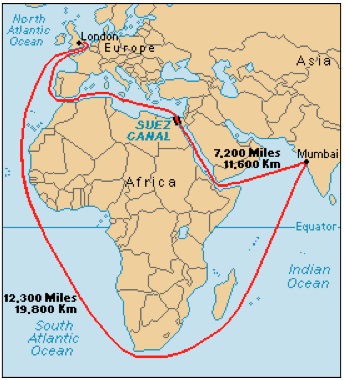 North
Atlantic
Ocean
London
Europe
Asia
SUEZ
CANAL
7,200 Miles
11,600 Km
Mumbai
Africa
Equator
Indian
Ocean
12,300 Miles
19,800 Km
South
Atlantic
Ocean